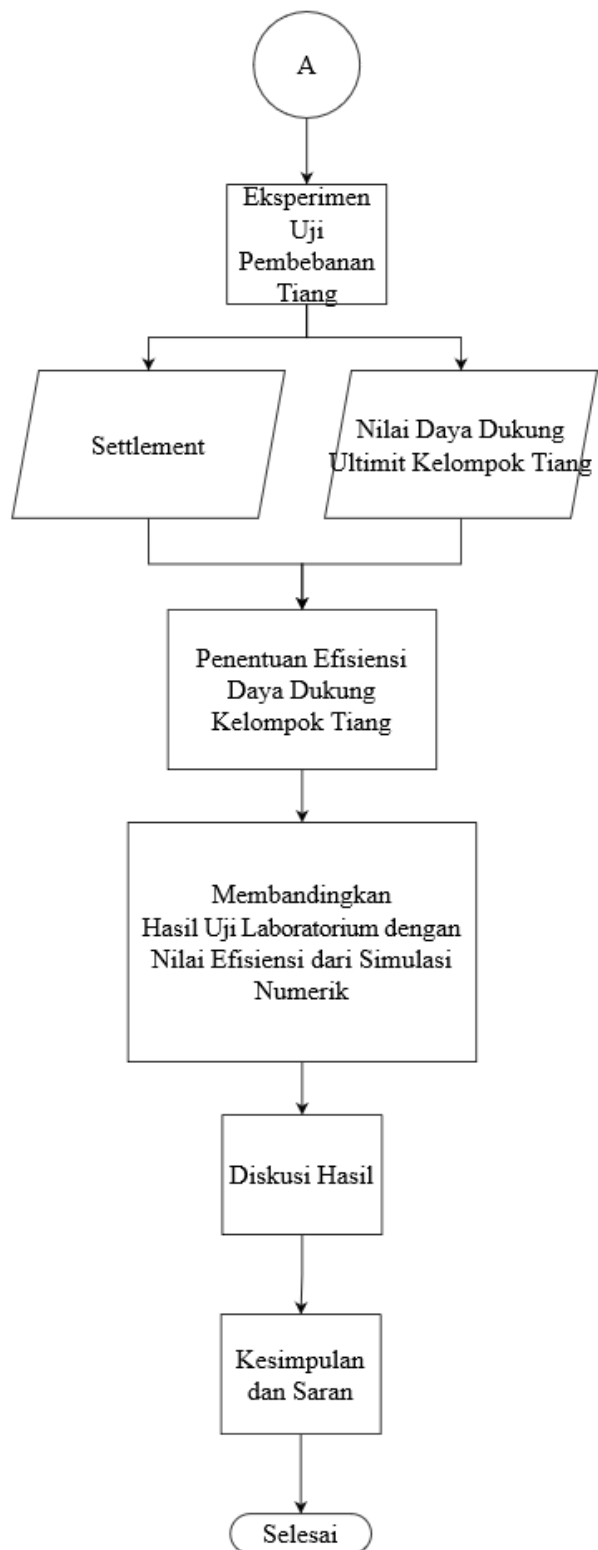 A
Eksperimen
Uji
Pembebanan
Tiang
Settlement
Nilai Daya Dukung
Ultimit Kelompok Tiang
Penentuan Efisiensi
Daya Dukung
Kelompok Tiang
Membandingkan
Hasil Uji Laboratorium dengan
Nilai Efisiensi dari Simulasi
Numerik
Diskusi Hasil
Kesimpulan
dan Saran
Selesai